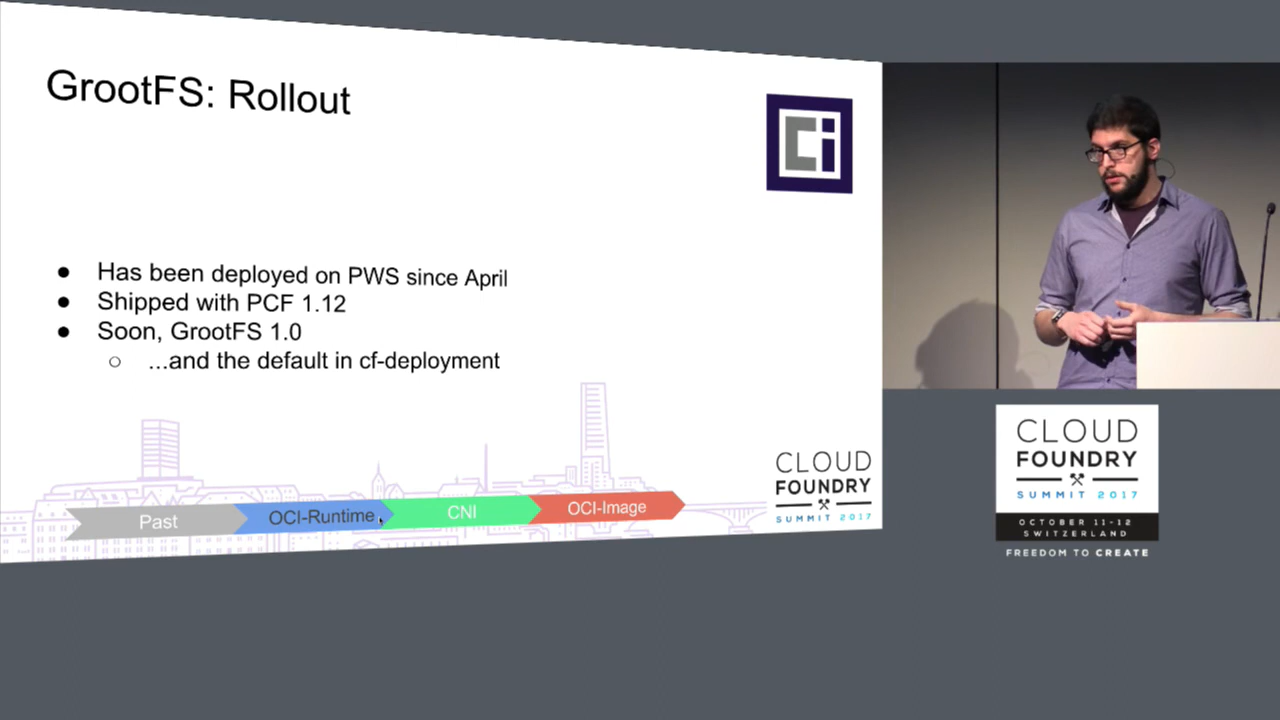 GrootFS: Rollout
Ci
● Has been deployed on PWS since April
● Shipped with PCF 1.12
● Soon, GrootFS 1.0
○ ...and the default in cf-deployment
Past
OCI-Runtime
CNI
OCI-Image
CLOUD
FOUNDRY
SUMMIT 2017
CLOUD
FOUNDRY
SUMMIT 2017
OCTOBER 11-12
SWITZERLAND
FREEDOM TO CREATE